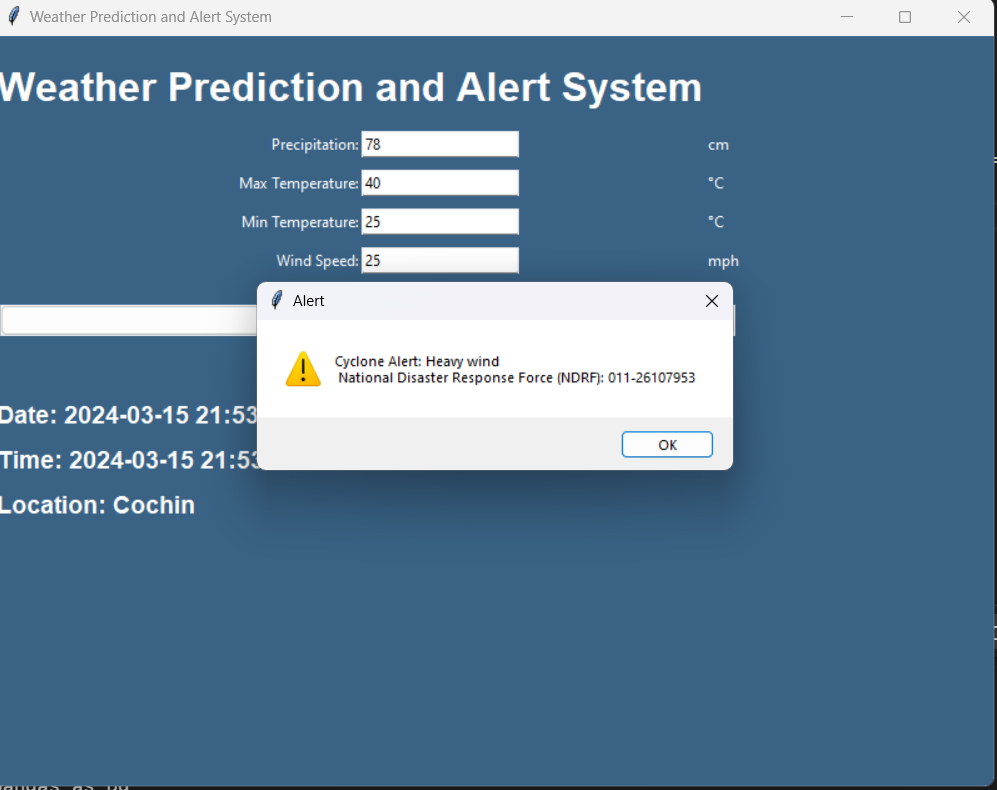 Weather Prediction and Alert System
Weather Prediction and Alert System
Precipitation: 78 cm
Max Temperature: 40 °C
Min Temperature: 25 °C
Wind Speed: 25 mph
Alert
Cyclone Alert: Heavy wind
National Disaster Response Force (NDRF): 011-26107953
OK
Date: 2024-03-15 21:53
Time: 2024-03-15 21:53
Location: Cochin